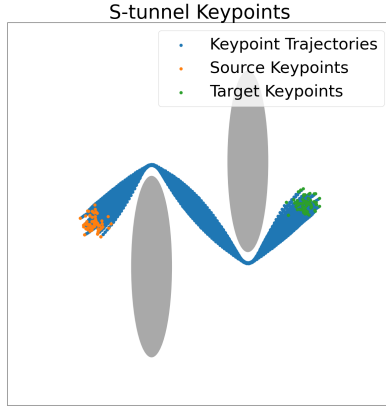 S-tunnel Keypoints
Keypoint Trajectories
Source Keypoints
Target Keypoints